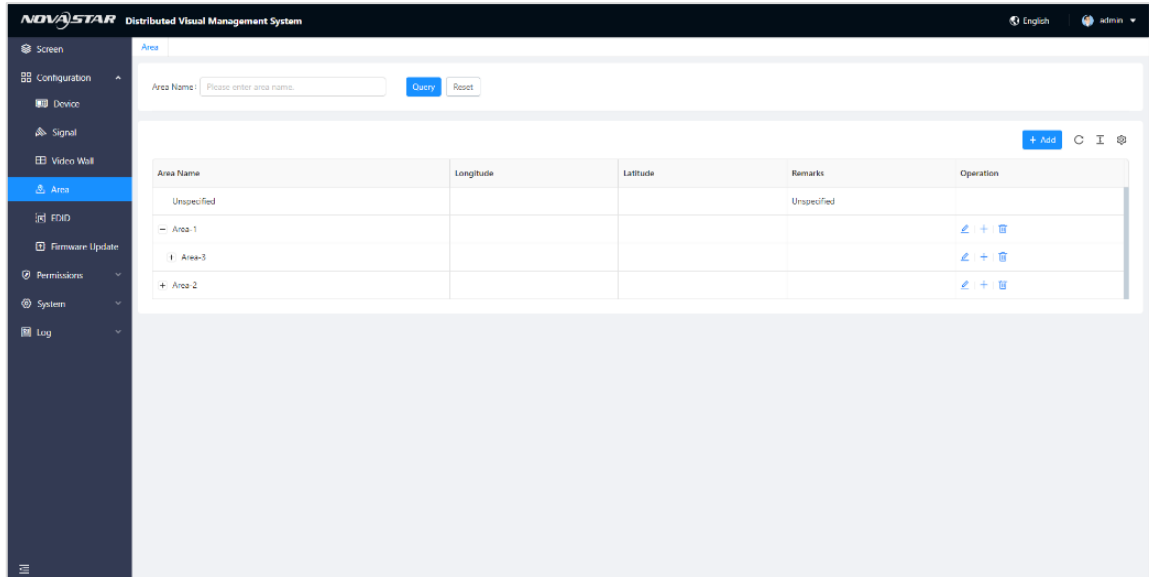 NOVASTAR Distributed Visual Management System
English
admin
Screen
Area
Configuration
Area Name:
Please enter area name.
Query
Reset
Device
Signal
+ Add
Video Wall
Area Name
Longitude
Latitude
Remarks
Operation
Area
Unspecified
Unspecified
EDID
Area-1
Firmware Update
Area-3
Permissions
Area-2
System
Log